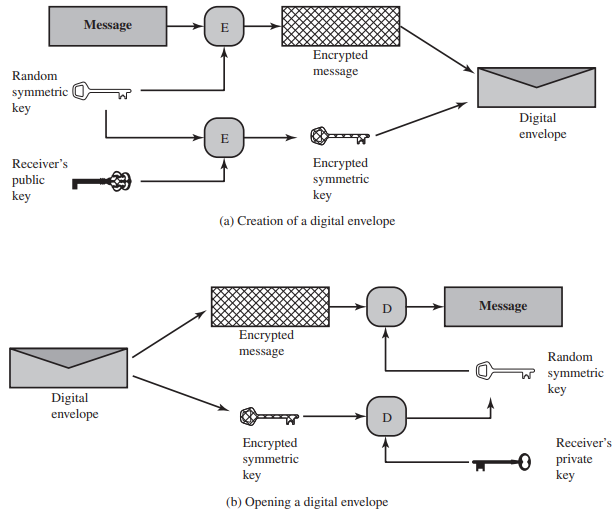 Message
E
Encrypted
message
Random
symmetric
key
Digital
envelope
E
Receiver's
public
key
Encrypted
symmetric
key
(a) Creation of a digital envelope
D
Message
Encrypted
message
Random
symmetric
key
Digital
envelope
D
Encrypted
symmetric
key
Receiver's
private
key
(b) Opening a digital envelope